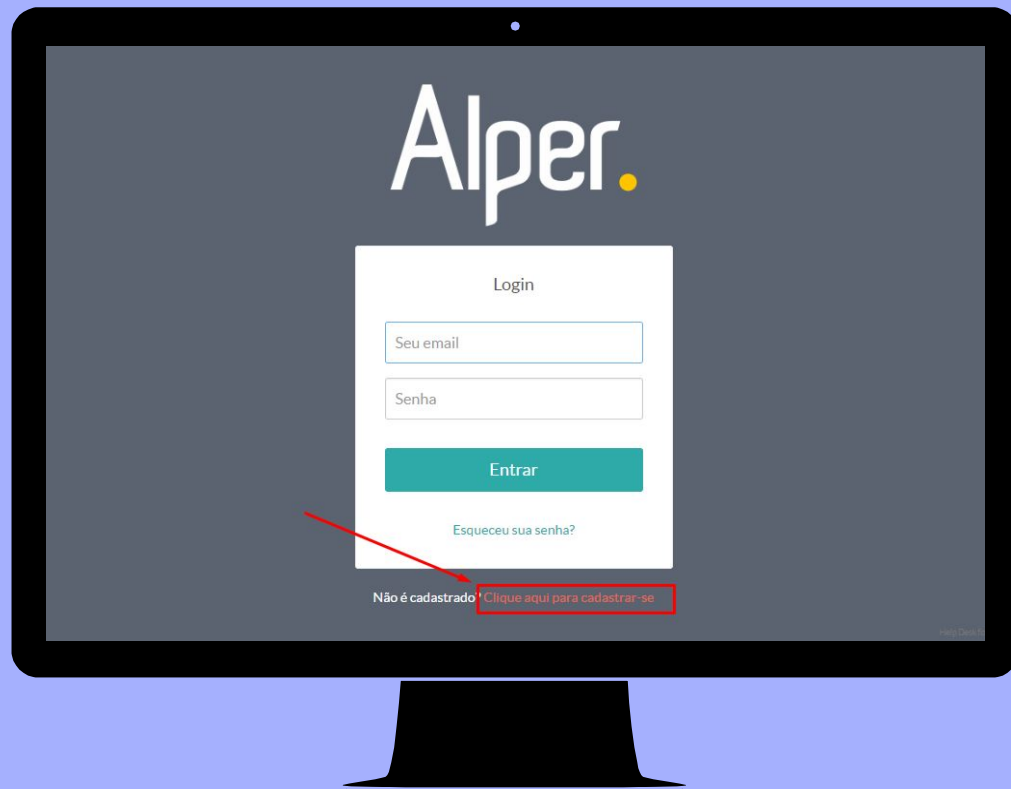 Alper.
Login
Seu email
Senha
Entrar
Esqueceu sua senha?
Não é cadastrado? Clique aqui para cadastrar-se